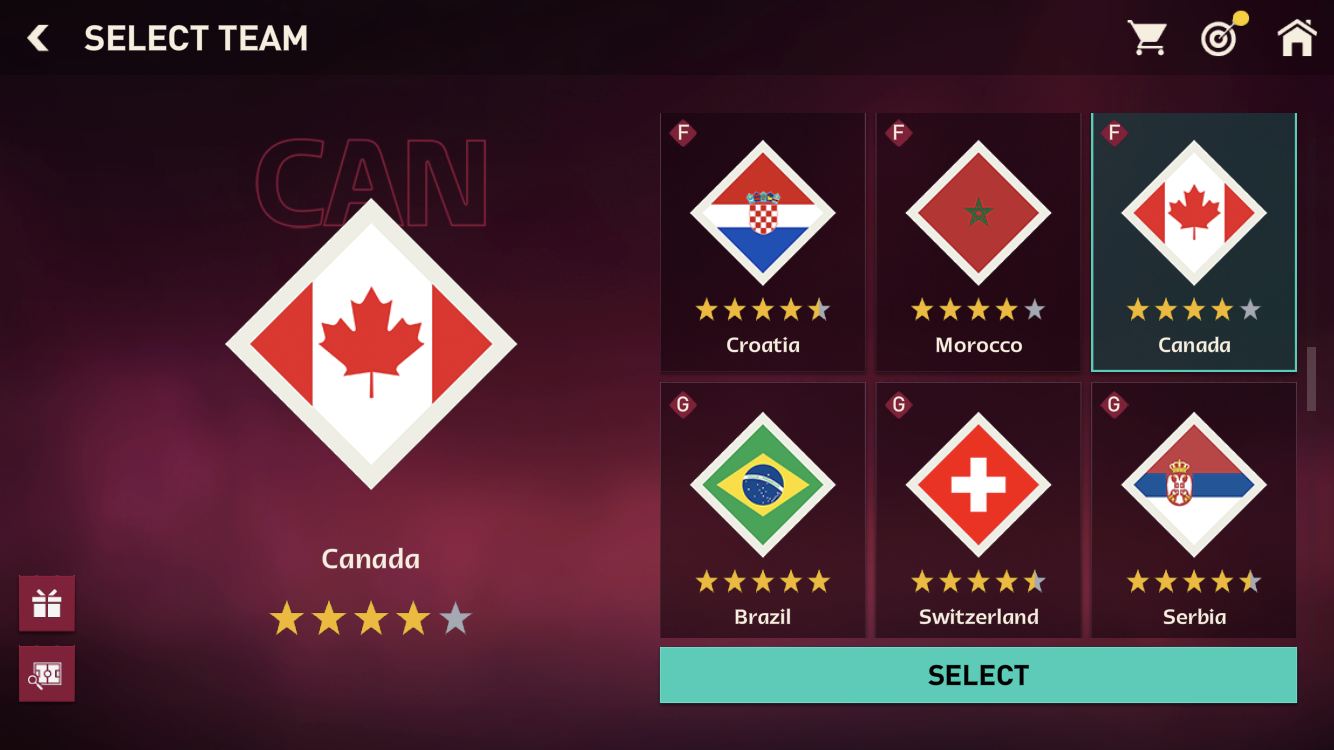 SELECT TEAM
CAN
Canada
F
F
F
Croatia
Morocco
Canada
G
G
G
Brazil
Switzerland
Serbia
SELECT